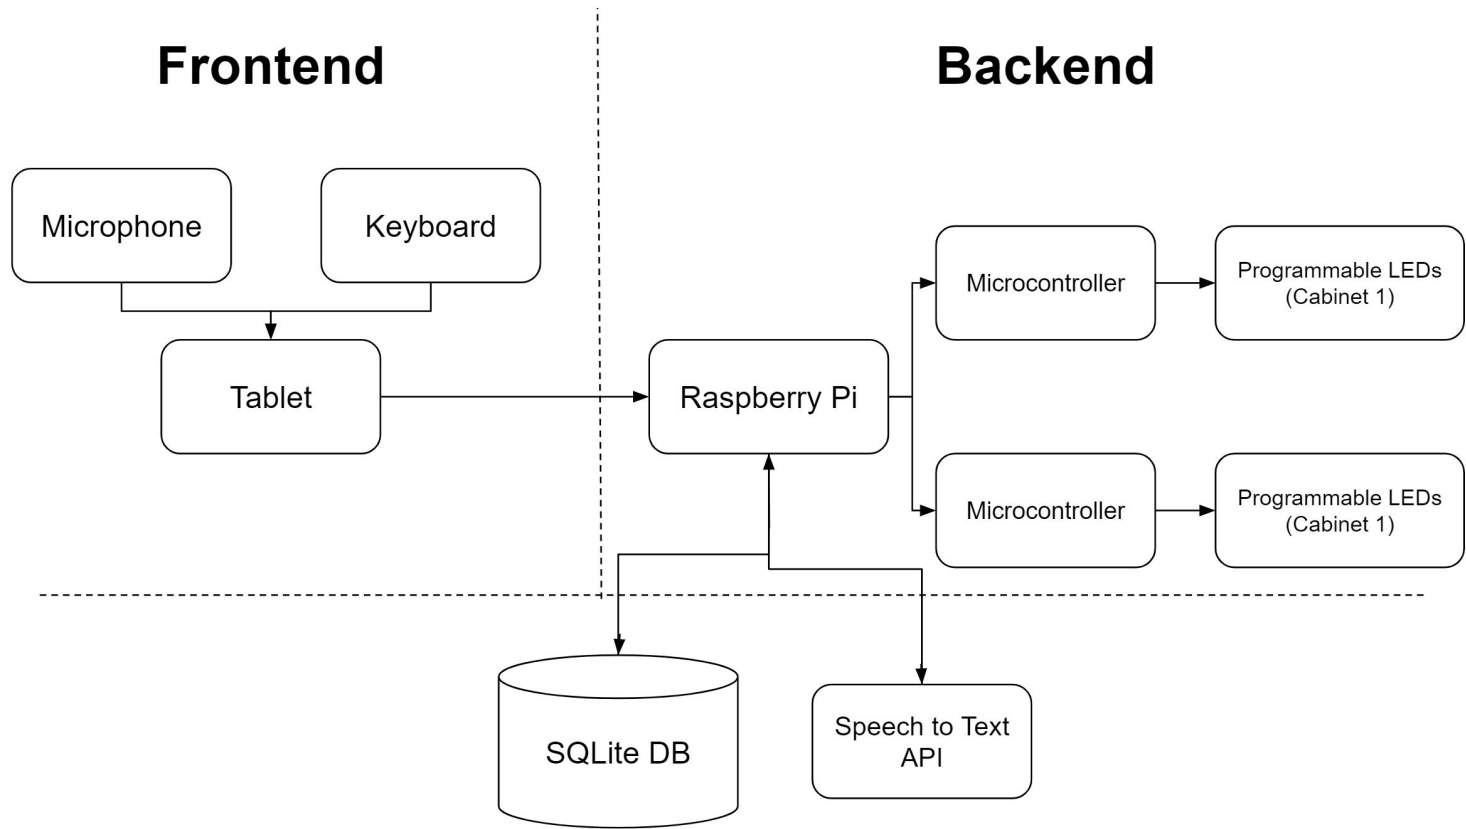 Frontend
Backend
Microphone
Keyboard
Tablet
Raspberry Pi
Microcontroller
Programmable LEDs
(Cabinet 1)
Microcontroller
Programmable LEDs
(Cabinet 1)
SQLite DB
Speech to Text
API